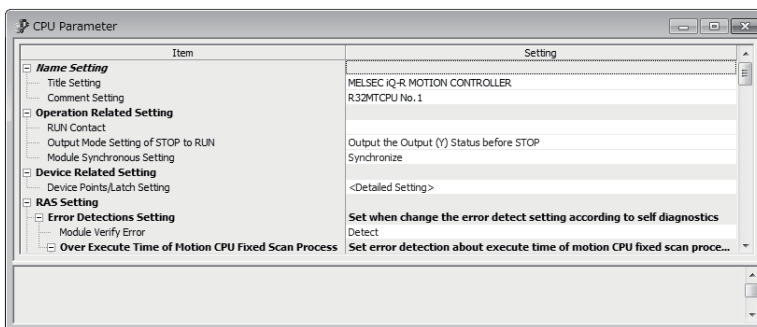 CPU Parameter
Item Setting
Name Setting
Title Setting MELSEC iQ-R MOTION CONTROLLER
Comment Setting R32MTCPU No.1
Operation Related Setting
RUN Contact
Output Mode Setting of STOP to RUN Output the Output (Y) Status before STOP
Module Synchronous Setting Synchronize
Device Related Setting
Device Points/Latch Setting <Detailed Setting>
RAS Setting
Error Detections Setting Set when change the error detect setting according to self diagnostics
Module Verify Error Detect
Over Execute Time of Motion CPU Fixed Scan Process Set error detection about execute time of motion CPU fixed scan proce...